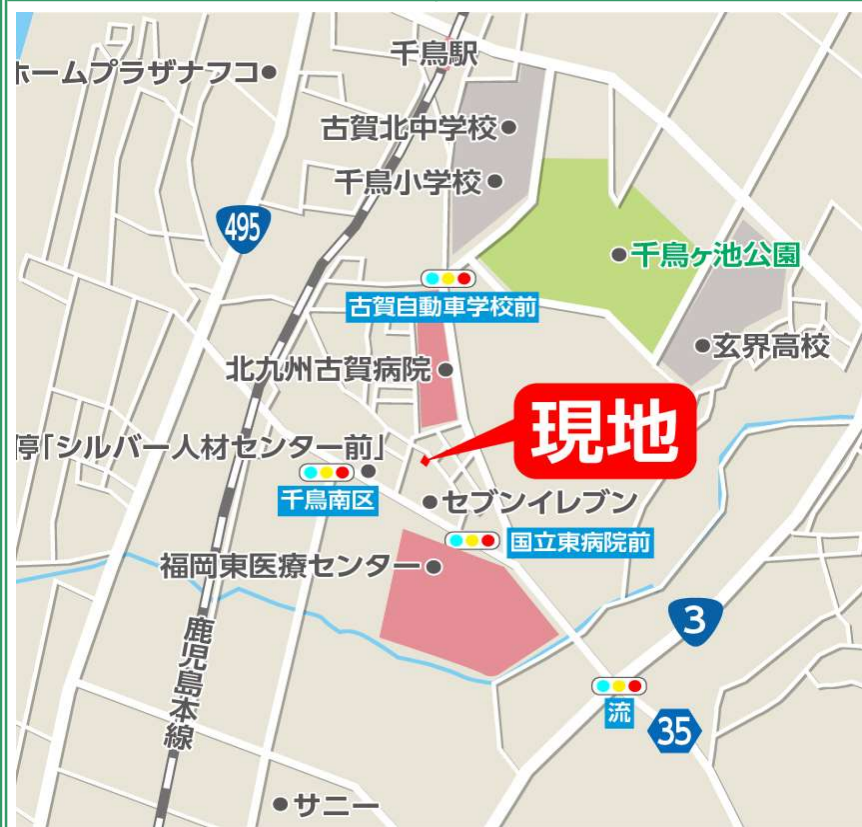 千鳥駅
ホームプラザナフコ
古賀北中学校
千鳥小学校
495
千鳥ヶ池公園
古賀自動車学校前
玄界高校
北九州古賀病院
現地
停「シルバー人材センター前」
千鳥南区
セブンイレブン
国立東病院前
福岡東医療センター
3
鹿児島本線
流
35
サニー